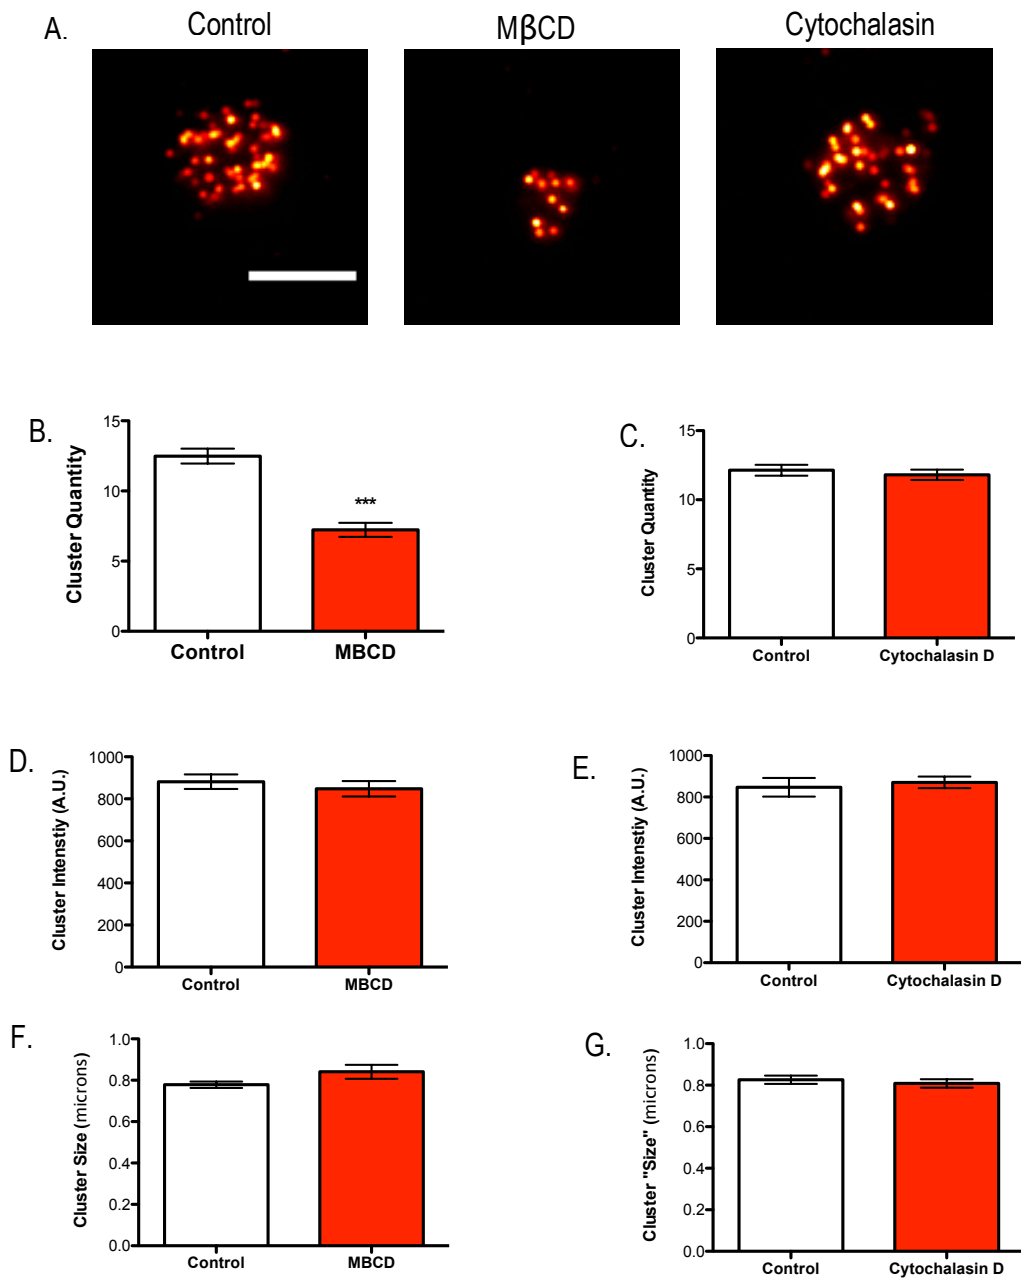 A.
Control
MβCD
Cytochalasin
B.
Cluster Quantity
15
10
5
0
***
Control
MBCD
C.
Cluster Quantity
15
10
5
0
Control
Cytochalasin D
D.
Cluster Intenstiy (A.U.)
1000
800
600
400
200
0
Control
MBCD
E.
Cluster Intenstiy (A.U.)
1000
800
600
400
200
0
Control
Cytochalasin D
F.
Cluster Size (microns)
1.0
0.8
0.6
0.4
0.2
0.0
Control
MBCD
G.
Cluster "Size" (microns)
1.0
0.8
0.6
0.4
0.2
0.0
Control
Cytochalasin D